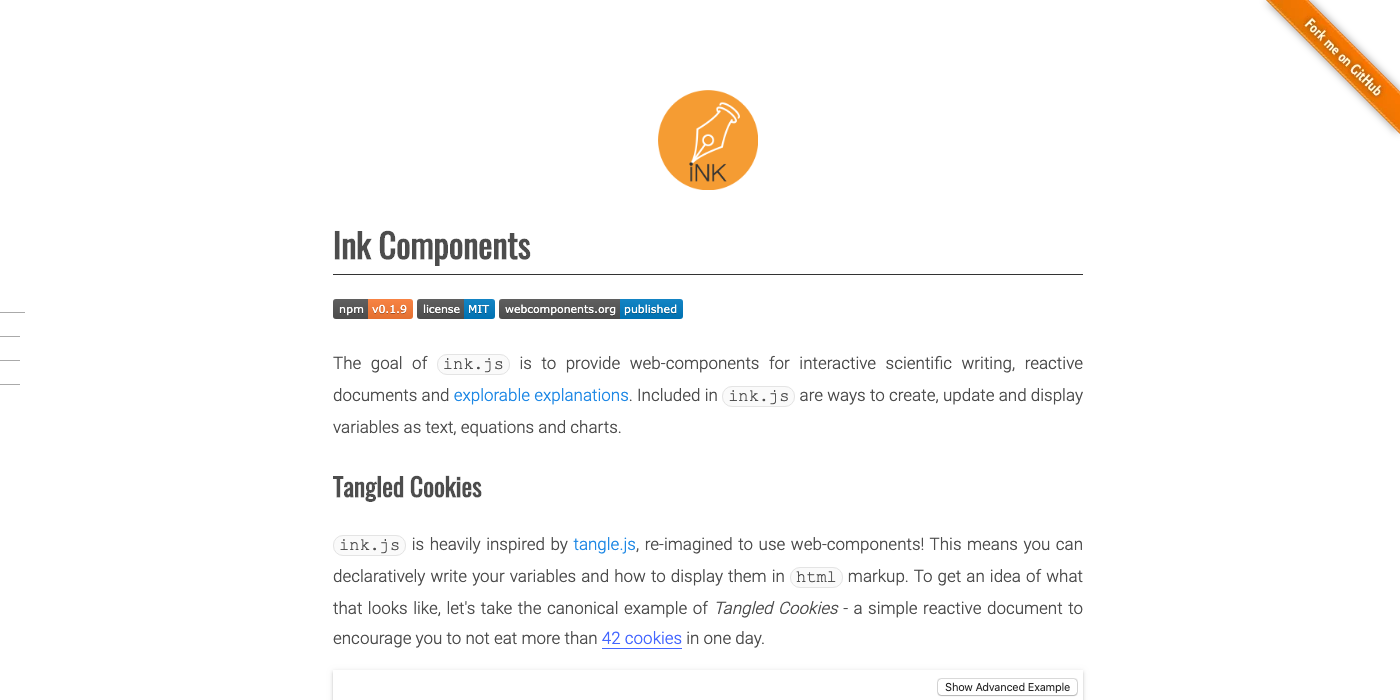 Fork me on GitHub
iNK
Ink Components
npm v0.1.9 license MIT webcomponents.org published
The goal of ink.js is to provide web-components for interactive scientific writing, reactive
documents and explorable explanations. Included in ink.js are ways to create, update and display
variables as text, equations and charts.
Tangled Cookies
ink.js is heavily inspired by tangle.js, re-imagined to use web-components! This means you can
declaratively write your variables and how to display them in html markup. To get an idea of what
that looks like, let's take the canonical example of Tangled Cookies - a simple reactive document to
encourage you to not eat more than 42 cookies in one day.
Show Advanced Example